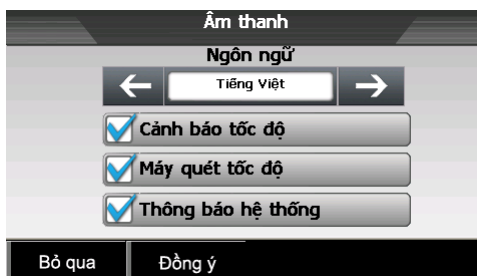 Âm thanh
Ngôn ngữ
Tiếng Việt
Cảnh báo tốc độ
Máy quét tốc độ
Thông báo hệ thống
Bỏ qua Đồng ý